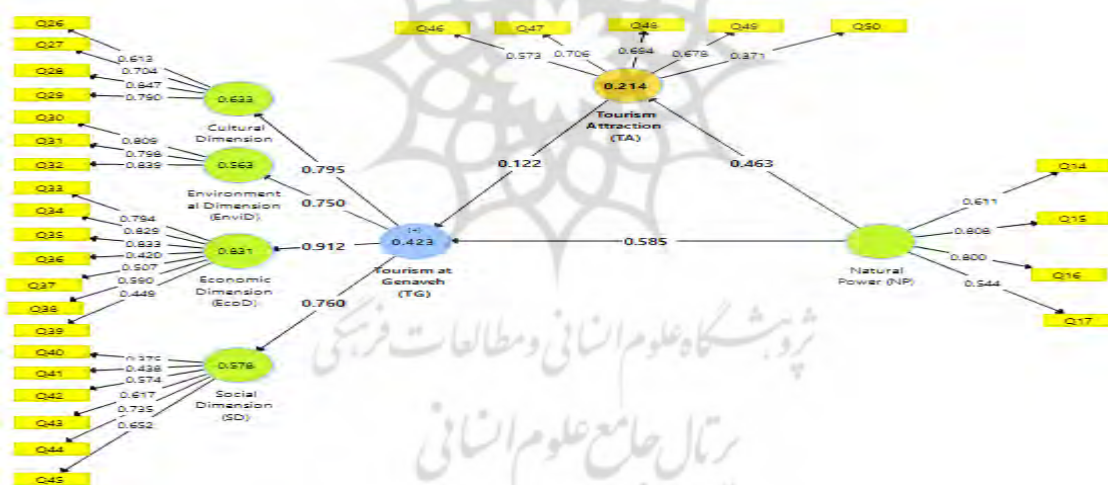 Q26
Q27
Q28
Q29
Q30
Q31
Q32
Q33
Q34
Q35
Q36
Q37
Q38
Q39
Q40
Q41
Q42
Q43
Q44
Q45
0.613
0.704
0.847
0.790
0.809
0.798
0.839
0.794
0.829
0.833
0.420
0.507
0.590
0.449
0.375
0.438
0.574
0.617
0.735
0.652
0.633
Cultural
Dimension
0.563
Environment
al Dimension
(EnviD)
0.831
Economic
Dimension
(EcoD)
0.578
Social
Dimension
(SD)
0.795
0.750
0.912
0.760
[+]
0.423
Tourism at
Genaveh
(TG)
Q46
Q47
Q48
Q49
Q50
0.573
0.706
0.694
0.678
0.371
0.214
Tourism
Attraction
(TA)
0.122
0.463
0.585
Natural
Power (NP)
0.611
0.808
0.800
0.544
Q14
Q15
Q16
Q17
پژوهشگاه علوم انسانی و مطالعات فرهنگی
پرتال جامع علوم انسانی